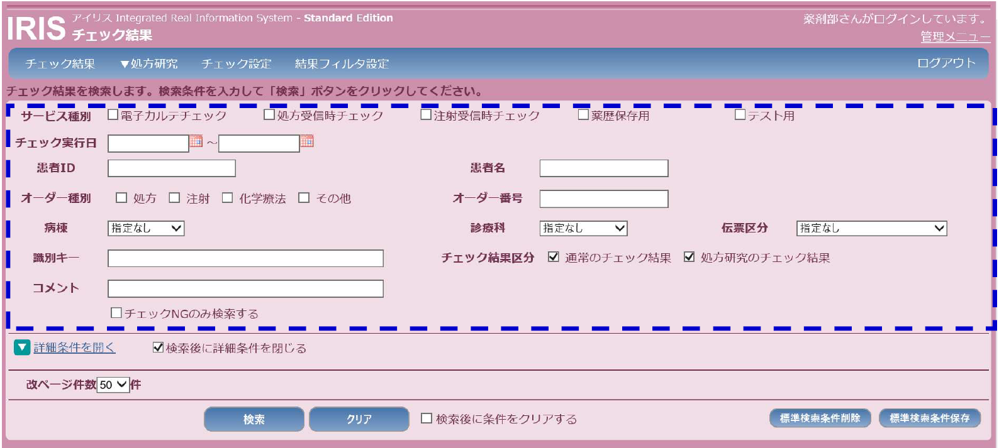 IRIS アイリス Integrated Real Information System - Standard Edition
チェック結果
薬剤部さんがログインしています。
管理メニュー
チェック結果 ▼処方研究 チェック設定 結果フィルタ設定 ログアウト
チェック結果を検索します。検索条件を入力して「検索」ボタンをクリックしてください。
サービス種別 電子カルテチェック 処方受信時チェック 注射受信時チェック 薬歴保存用 テスト用
チェック実行日 ～
患者ID 患者名
オーダー種別 処方 注射 化学療法 その他 オーダー番号
病棟 指定なし 診療科 指定なし 伝票区分 指定なし
識別キー チェック結果区分 通常のチェック結果 処方研究のチェック結果
コメント
チェックNGのみ検索する
詳細条件を開く 検索後に詳細条件を閉じる
改ページ件数 50 件
検索 クリア 検索後に条件をクリアする 標準検索条件削除 標準検索条件保存